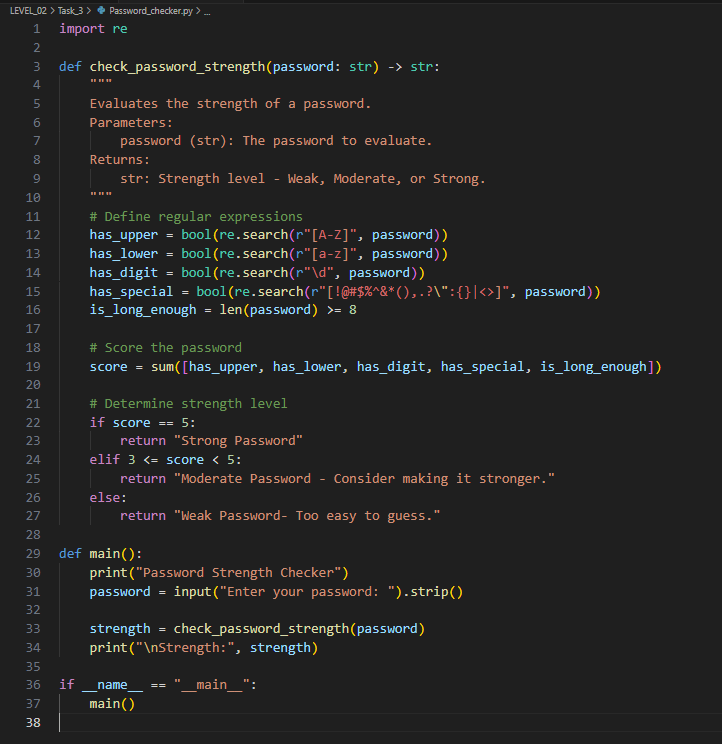 LEVEL_02 > Task_3 > Password_checker.py > ...
1 import re
2
3 def check_password_strength(password: str) -> str:
4     """
5     Evaluates the strength of a password.
6     Parameters:
7         password (str): The password to evaluate.
8     Returns:
9         str: Strength level - Weak, Moderate, or Strong.
10     """
11     # Define regular expressions
12     has_upper = bool(re.search(r"[A-Z]", password))
13     has_lower = bool(re.search(r"[a-z]", password))
14     has_digit = bool(re.search(r"\d", password))
15     has_special = bool(re.search(r"[!@#$%^&*(),.?\":{}|<>]", password))
16     is_long_enough = len(password) >= 8
17
18     # Score the password
19     score = sum([has_upper, has_lower, has_digit, has_special, is_long_enough])
20
21     # Determine strength level
22     if score == 5:
23         return "Strong Password"
24     elif 3 <= score < 5:
25         return "Moderate Password - Consider making it stronger."
26     else:
27         return "Weak Password- Too easy to guess."
28
29 def main():
30     print("Password Strength Checker")
31     password = input("Enter your password: ").strip()
32
33     strength = check_password_strength(password)
34     print("\nStrength:", strength)
35
36 if __name__ == "__main__":
37     main()
38